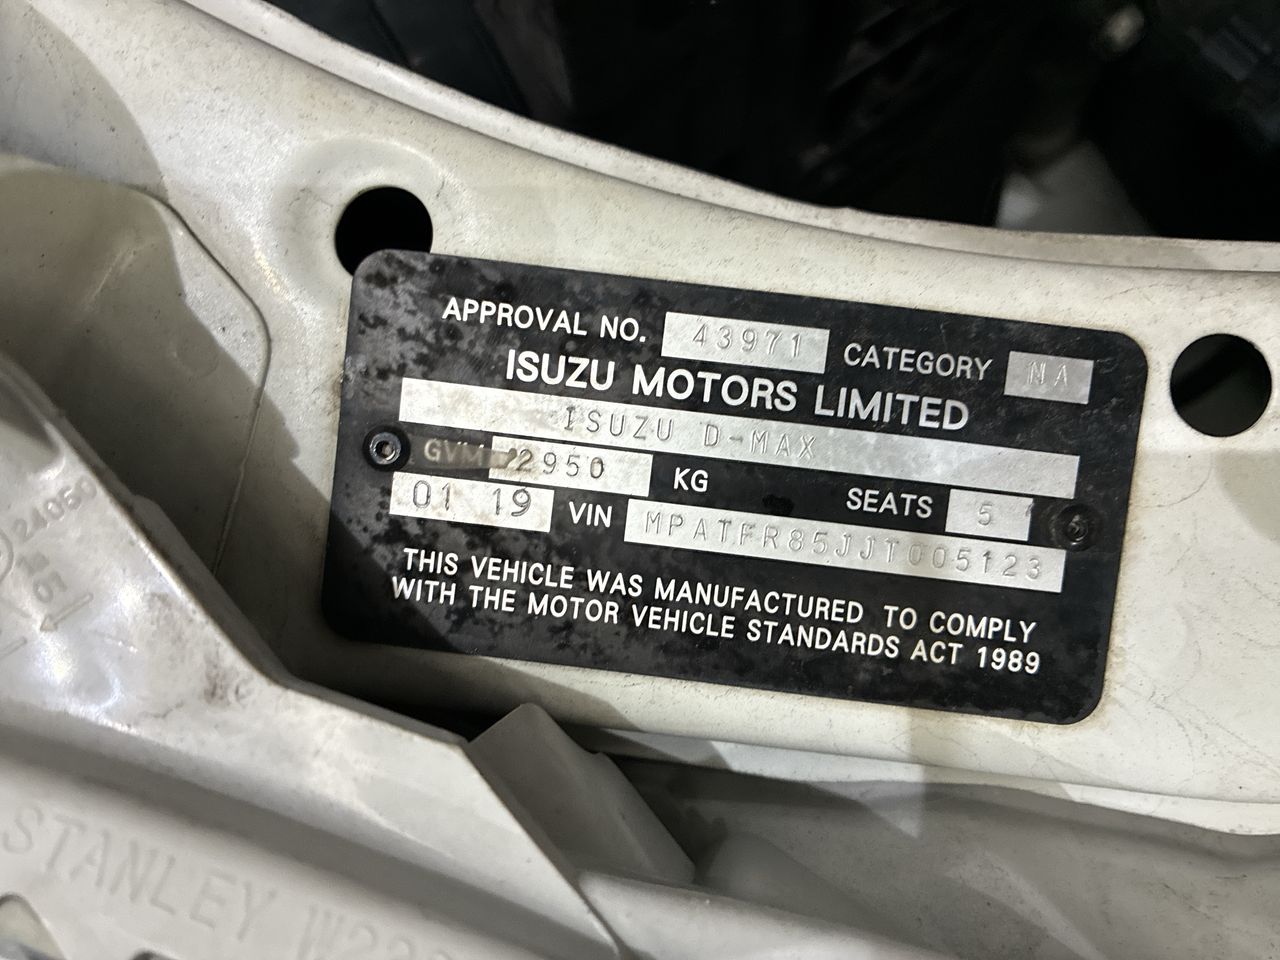 APPROVAL NO. 43971 CATEGORY NA
ISUZU MOTORS LIMITED
ISUZU D-MAX
GVM 2950 KG SEATS 5
01 19 VIN MPATFR85JJT005123
THIS VEHICLE WAS MANUFACTURED TO COMPLY
WITH THE MOTOR VEHICLE STANDARDS ACT 1989
STANLEY